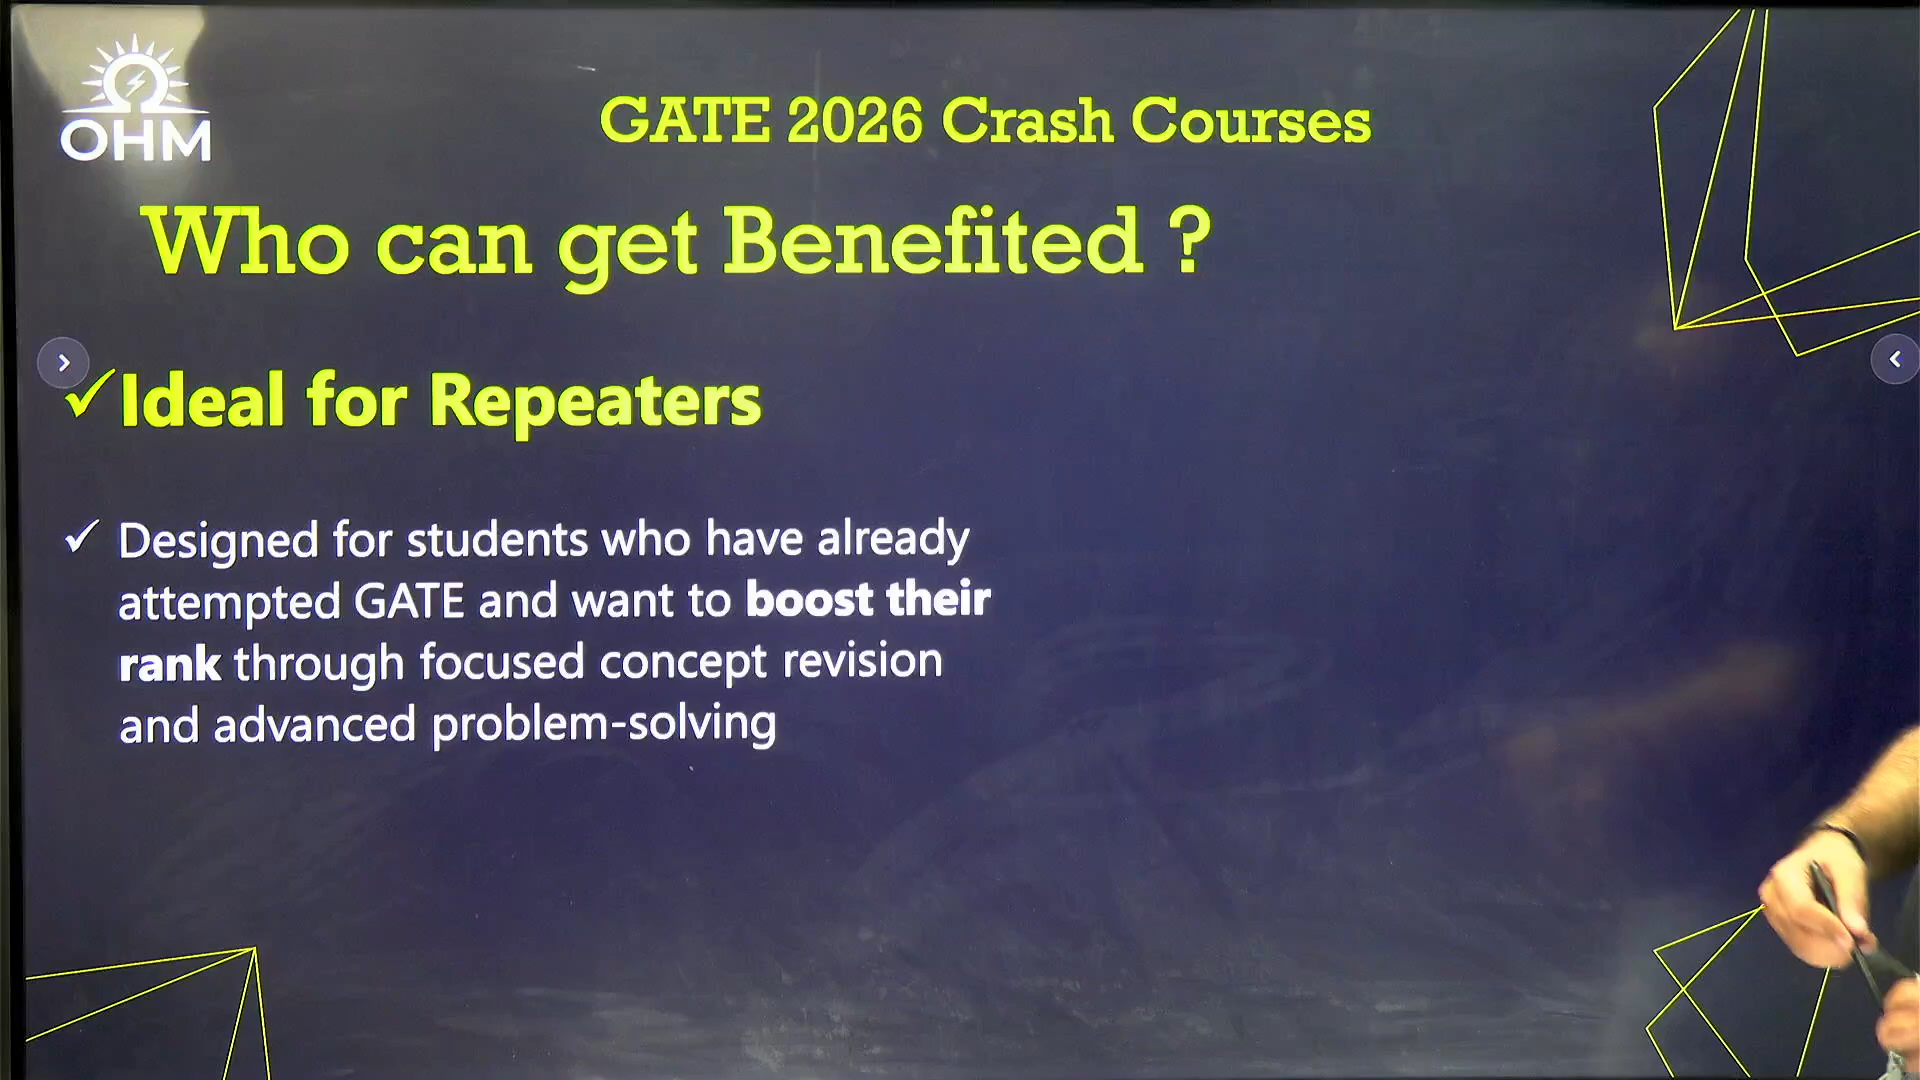 OHM
GATE 2026 Crash Courses
Who can get Benefited ?
✓Ideal for Repeaters
✓ Designed for students who have already
attempted GATE and want to boost their
rank through focused concept revision
and advanced problem-solving